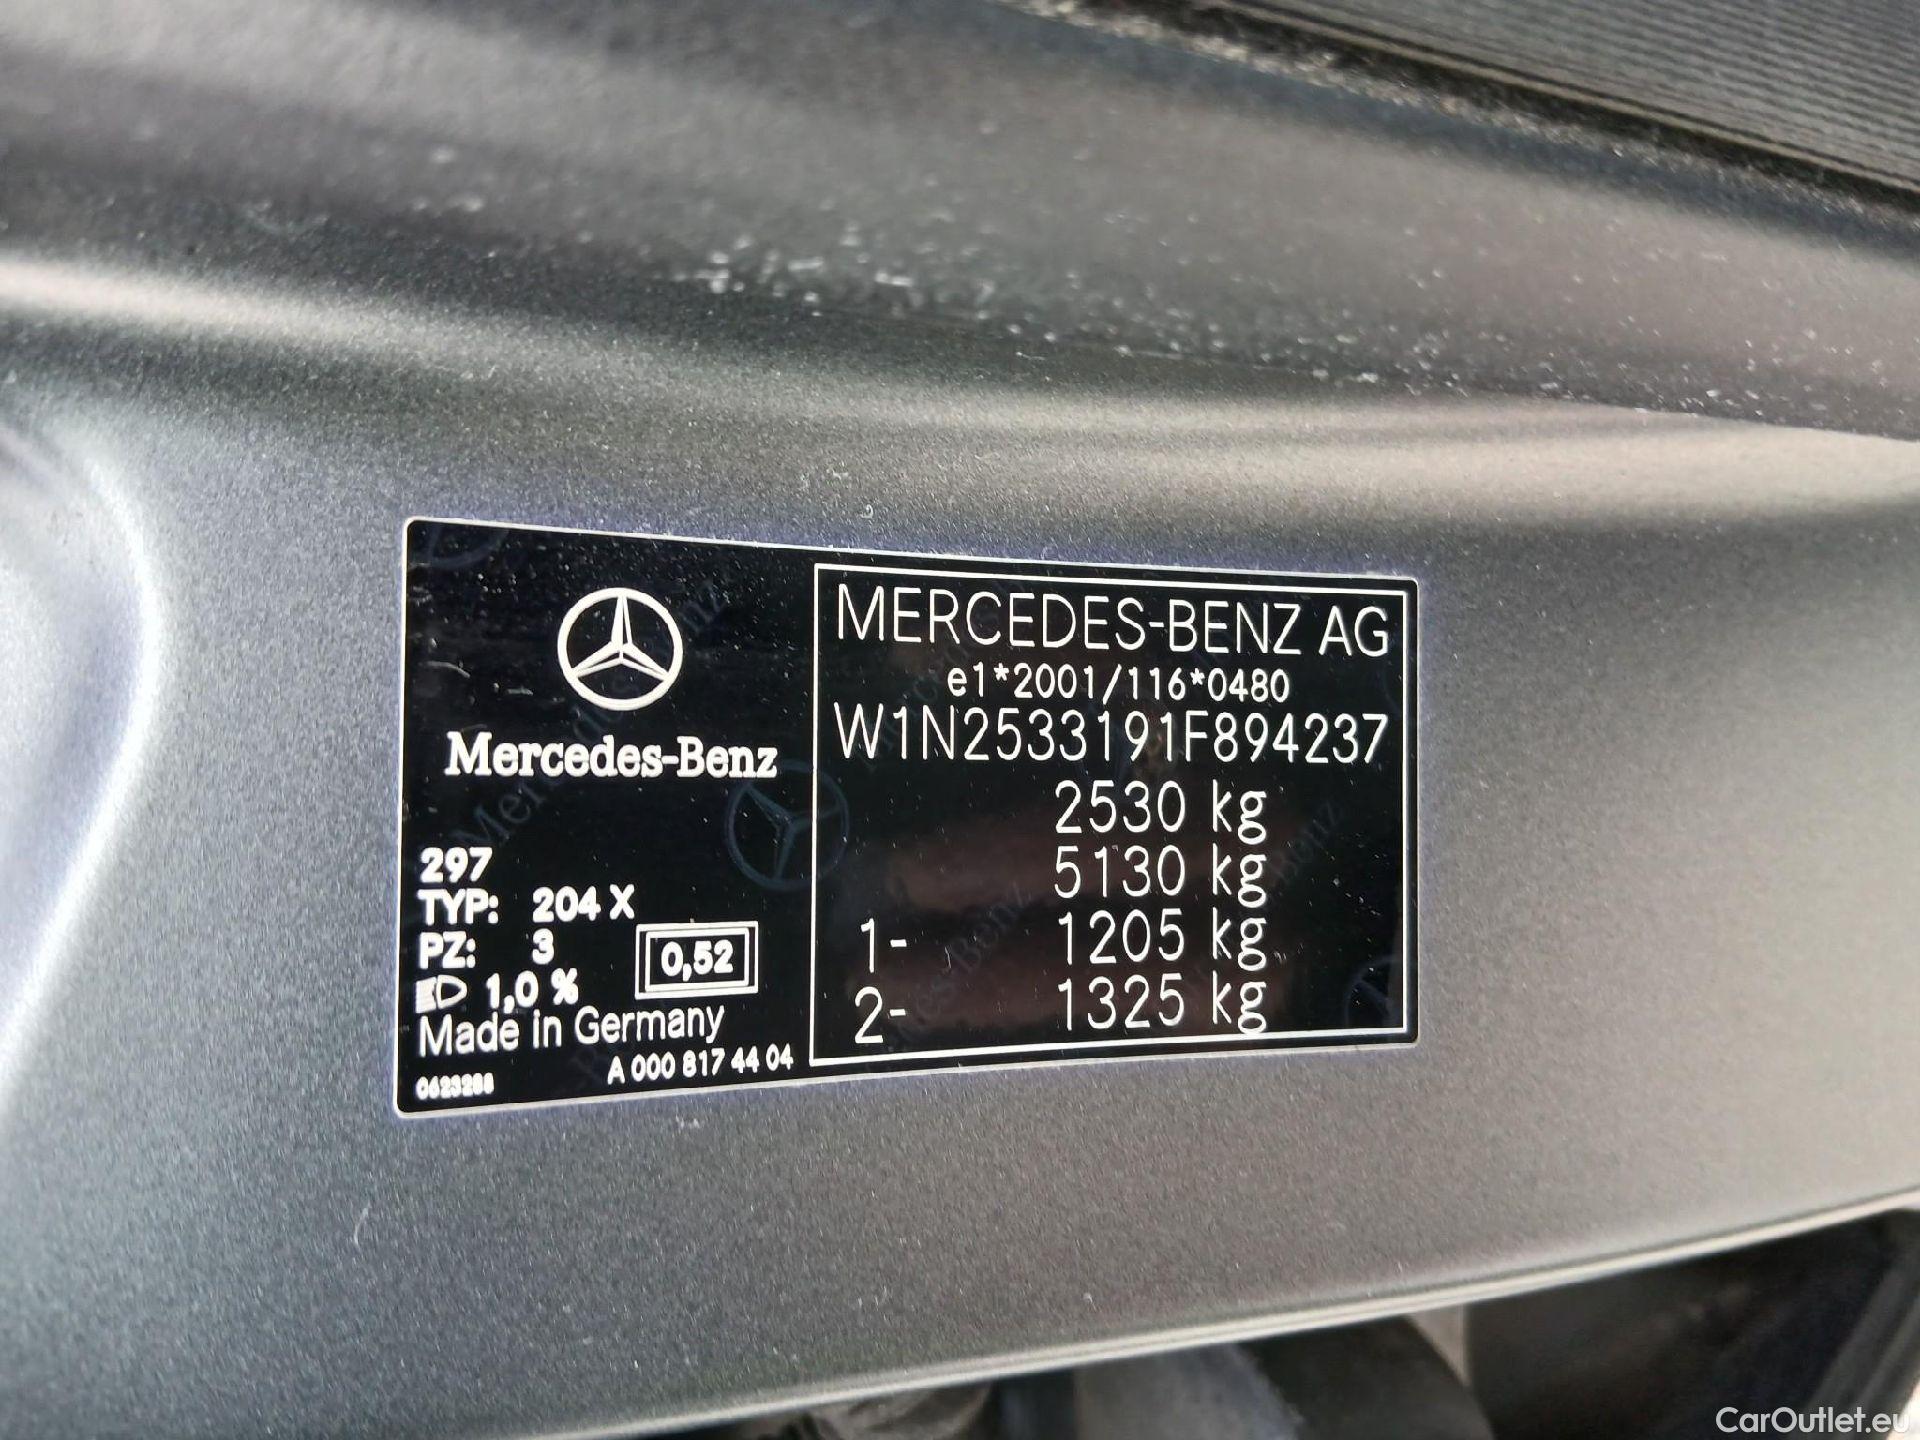 Mercedes-Benz
297
TYP: 204 X
PZ: 3
1,0 %
0,52
Made in Germany
A 000 817 44 04
MERCEDES-BENZ AG
e1*2001/116*0480
W1N2533191F894237
2530 kg
5130 kg
1- 1205 kg
2- 1325 kg
CarOutlet.eu